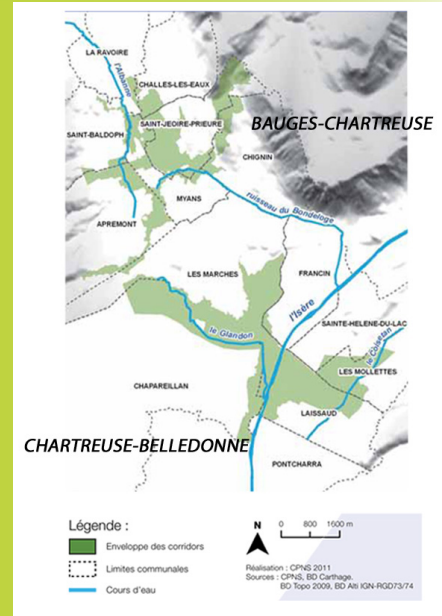 LA RAVOIRE
l'Albanne
CHALLES-LES-EAUX
SAINT-JEOIRE-PRIEURE
BAUGES-CHARTREUSE
SAINT-BALDOPH
CHIGNIN
MYANS
ruisseau du Bondeloge
APREMONT
LES MARCHES
FRANCIN
l'Isère
SAINTE-HELENE-DU-LAC
le Coisetan
le Glandon
LES MOLLETTES
CHAPAREILLAN
LAISSAUD
CHARTREUSE-BELLEDONNE
PONTCHARRA
Légende :
Enveloppe des corridors
Limites communales
Cours d'eau
N
0 800 1600 m
Réalisation : CPNS 2011
Sources : CPNS, BD Carthage.
BD Topo 2009, BD Alti IGN-RGD73/74